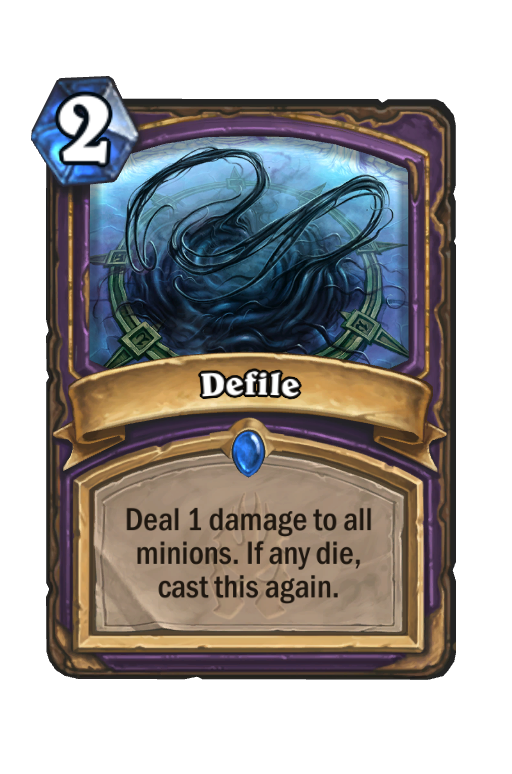 2
Defile
Deal 1 damage to all
minions. If any die,
cast this again.